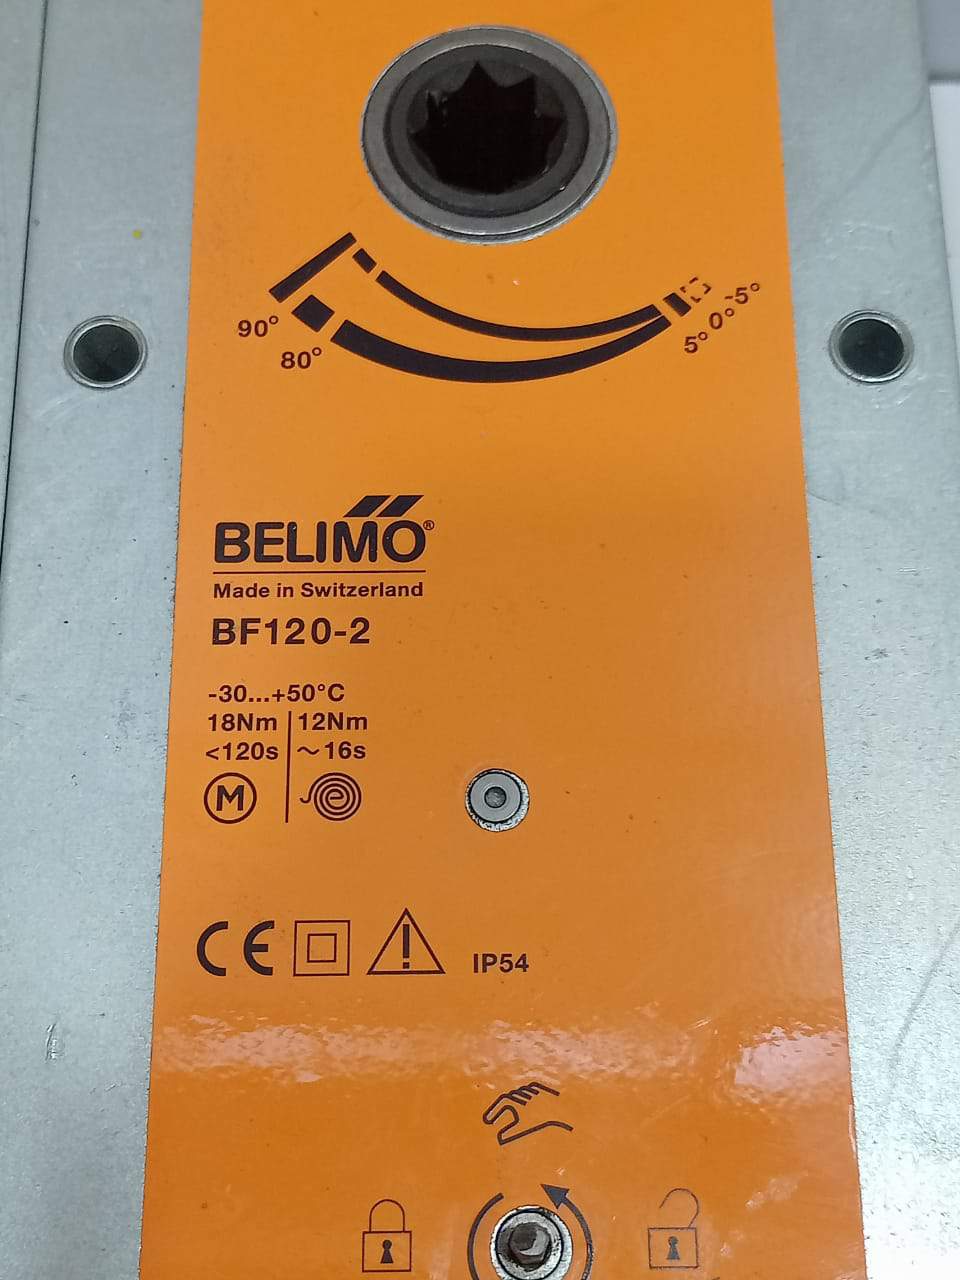 90°
80°
5°
0°
-5°
BELIMO®
Made in Switzerland
BF120-2
-30...+50°C
18Nm | 12Nm
<120s | ~16s
M
CE
IP54